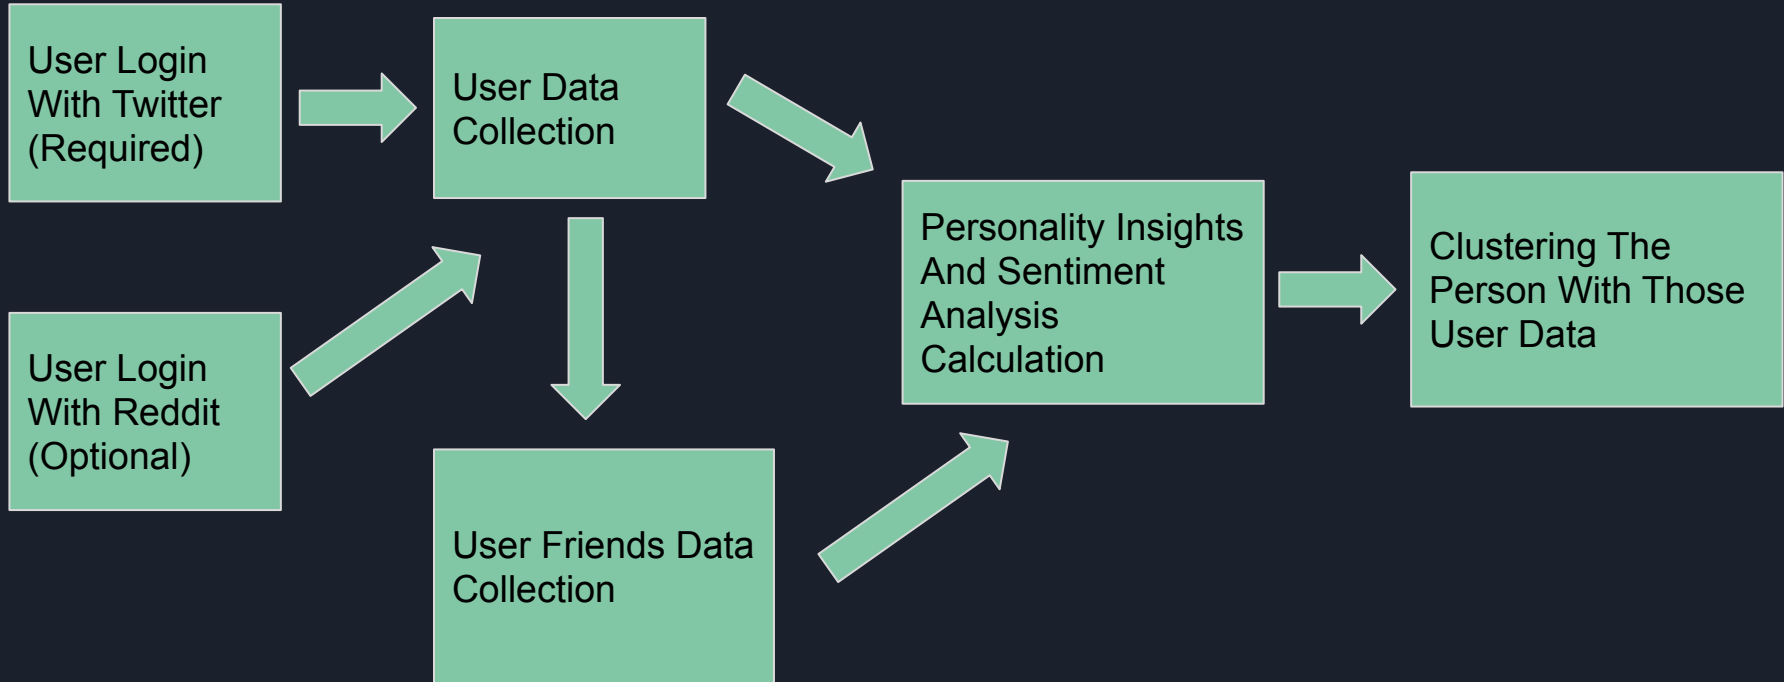 User Login
With Twitter
(Required)
User Data
Collection
User Login
With Reddit
(Optional)
User Friends Data
Collection
Personality Insights
And Sentiment
Analysis
Calculation
Clustering The
Person With Those
User Data